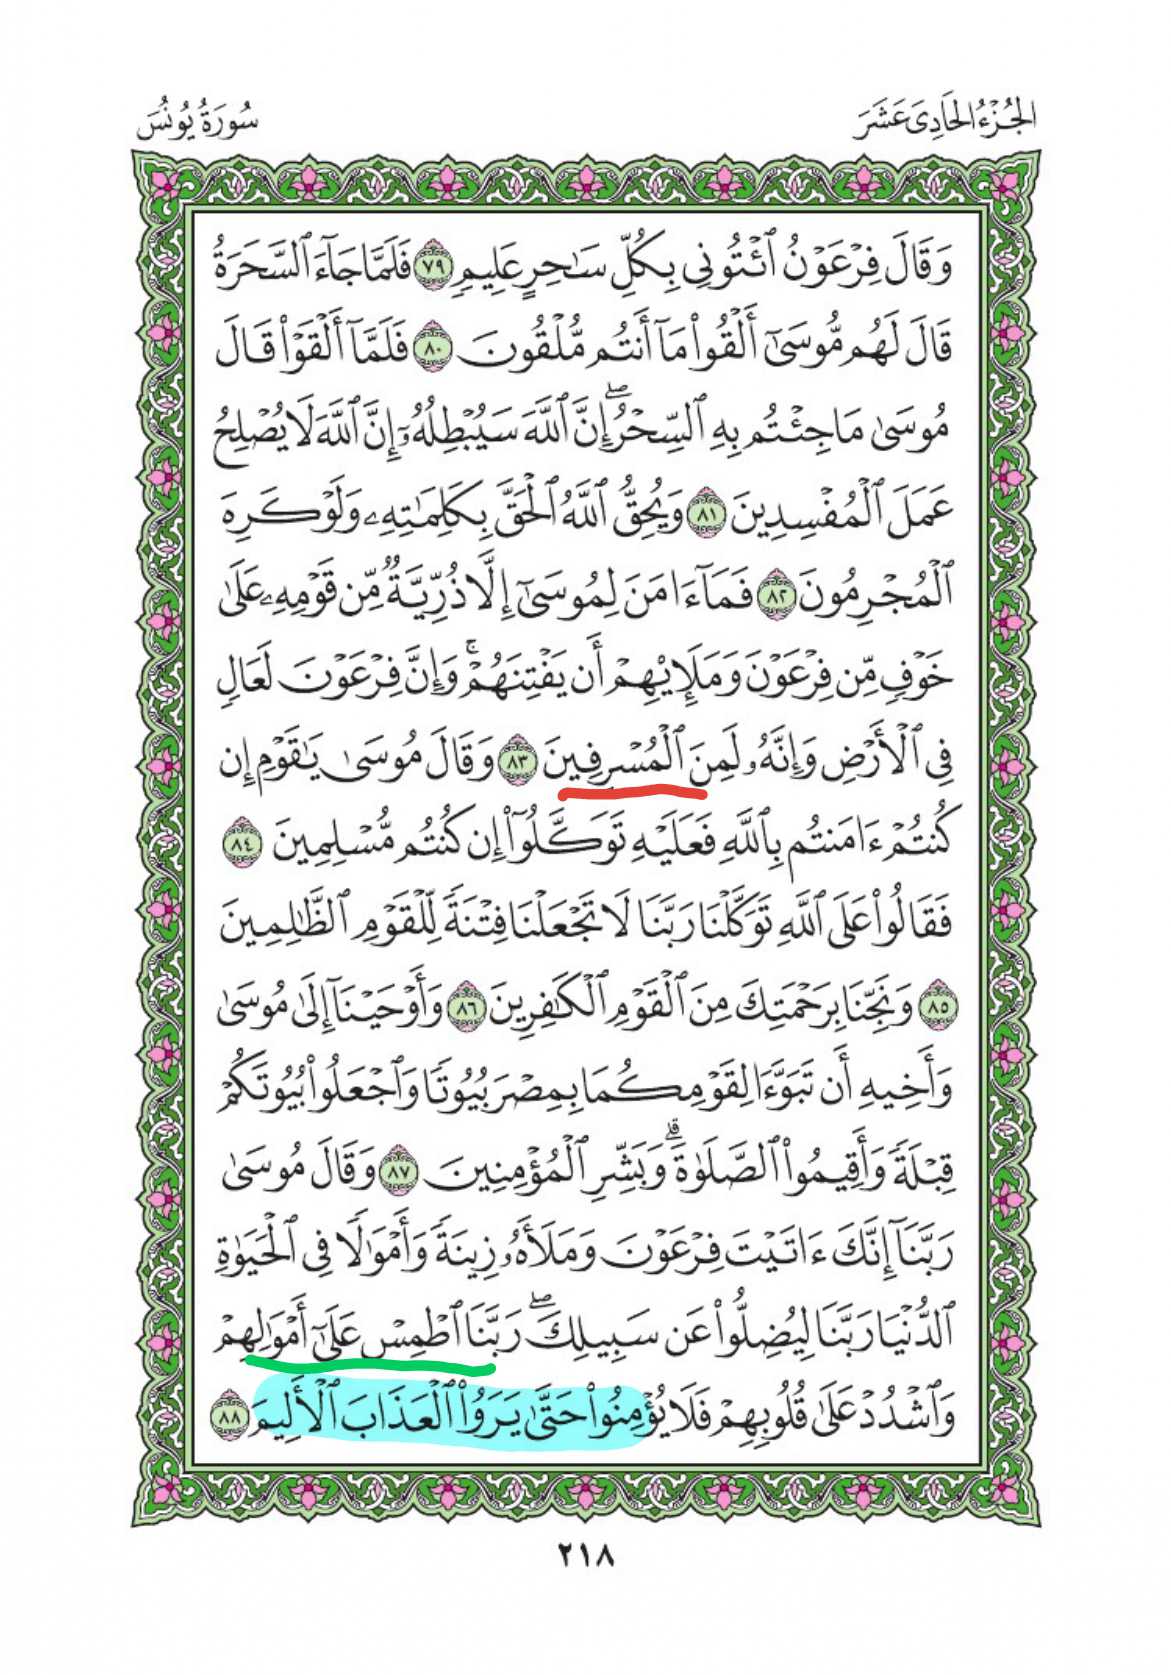 الجُزْءُ الحَادِىَ عَشَرَ
سُورَةُ يُونُسَ
وَقَالَ فِرْعَوْنُ ٱئْتُونِى بِكُلِّ سَٰحِرٍ عَلِيمٍ ٧٩ فَلَمَّا جَآءَ ٱلسَّحَرَةُ
قَالَ لَهُم مُّوسَىٰٓ أَلْقُوا۟ مَآ أَنتُم مُّلْقُونَ ٨٠ فَلَمَّآ أَلْقَوْا۟ قَالَ
مُوسَىٰ مَا جِئْتُم بِهِ ٱلسِّحْرُ ۖ إِنَّ ٱللَّهَ سَيُبْطِلُهُۥٓ إِنَّ ٱللَّهَ لَا يُصْلِحُ
عَمَلَ ٱلْمُفْسِدِينَ ٨١ وَيُحِقُّ ٱللَّهُ ٱلْحَقَّ بِكَلِمَٰتِهِۦ وَلَوْ كَرِهَ
ٱلْمُجْرِمُونَ ٨٢ فَمَآ ءَامَنَ لِمُوسَىٰٓ إِلَّا ذُرِّيَّةٌ مِّن قَوْمِهِۦ عَلَىٰ
خَوْفٍ مِّن فِرْعَوْنَ وَمَلَإِي۟هِمْ أَن يَفْتِنَهُمْ ۚ وَإِنَّ فِرْعَوْنَ لَعَالٍ
فِى ٱلْأَرْضِ وَإِنَّهُۥ لَمِنَ ٱلْمُسْرِفِينَ ٨٣ وَقَالَ مُوسَىٰ يَٰقَوْمِ إِن
كُنتُمْ ءَامَنتُم بِٱللَّهِ فَعَلَيْهِ تَوَكَّلُوٓا۟ إِن كُنتُم مُّسْلِمِينَ ٨٤
فَقَالُوا۟ عَلَى ٱللَّهِ تَوَكَّلْنَا رَبَّنَا لَا تَجْعَلْنَا فِتْنَةً لِّلْقَوْمِ ٱلظَّٰلِمِينَ
٨٥ وَنَجِّنَا بِرَحْمَتِكَ مِنَ ٱلْقَوْمِ ٱلْكَٰفِرِينَ ٨٦ وَأَوْحَيْنَآ إِلَىٰ مُوسَىٰ
وَأَخِيهِ أَن تَبَوَّءَا لِقَوْمِكُمَا بِمِصْرَ بُيُوتًا وَٱجْعَلُوا۟ بُيُوتَكُمْ
قِبْلَةً وَأَقِيمُوا۟ ٱلصَّلَوٰةَ ۗ وَبَشِّرِ ٱلْمُؤْمِنِينَ ٨٧ وَقَالَ مُوسَىٰ
رَبَّنَآ إِنَّكَ ءَاتَيْتَ فِرْعَوْنَ وَمَلَأَهُۥ زِينَةً وَأَمْوَٰلًا فِى ٱلْحَيَوٰةِ
ٱلدُّنْيَا رَبَّنَا لِيُضِلُّوا۟ عَن سَبِيلِكَ ۖ رَبَّنَا ٱطْمِسْ عَلَىٰٓ أَمْوَٰلِهِمْ
وَٱشْدُدْ عَلَىٰ قُلُوبِهِمْ فَلَا يُؤْمِنُوا۟ حَتَّىٰ يَرَوُا۟ ٱلْعَذَابَ ٱلْأَلِيمَ ٨٨
٢١٨